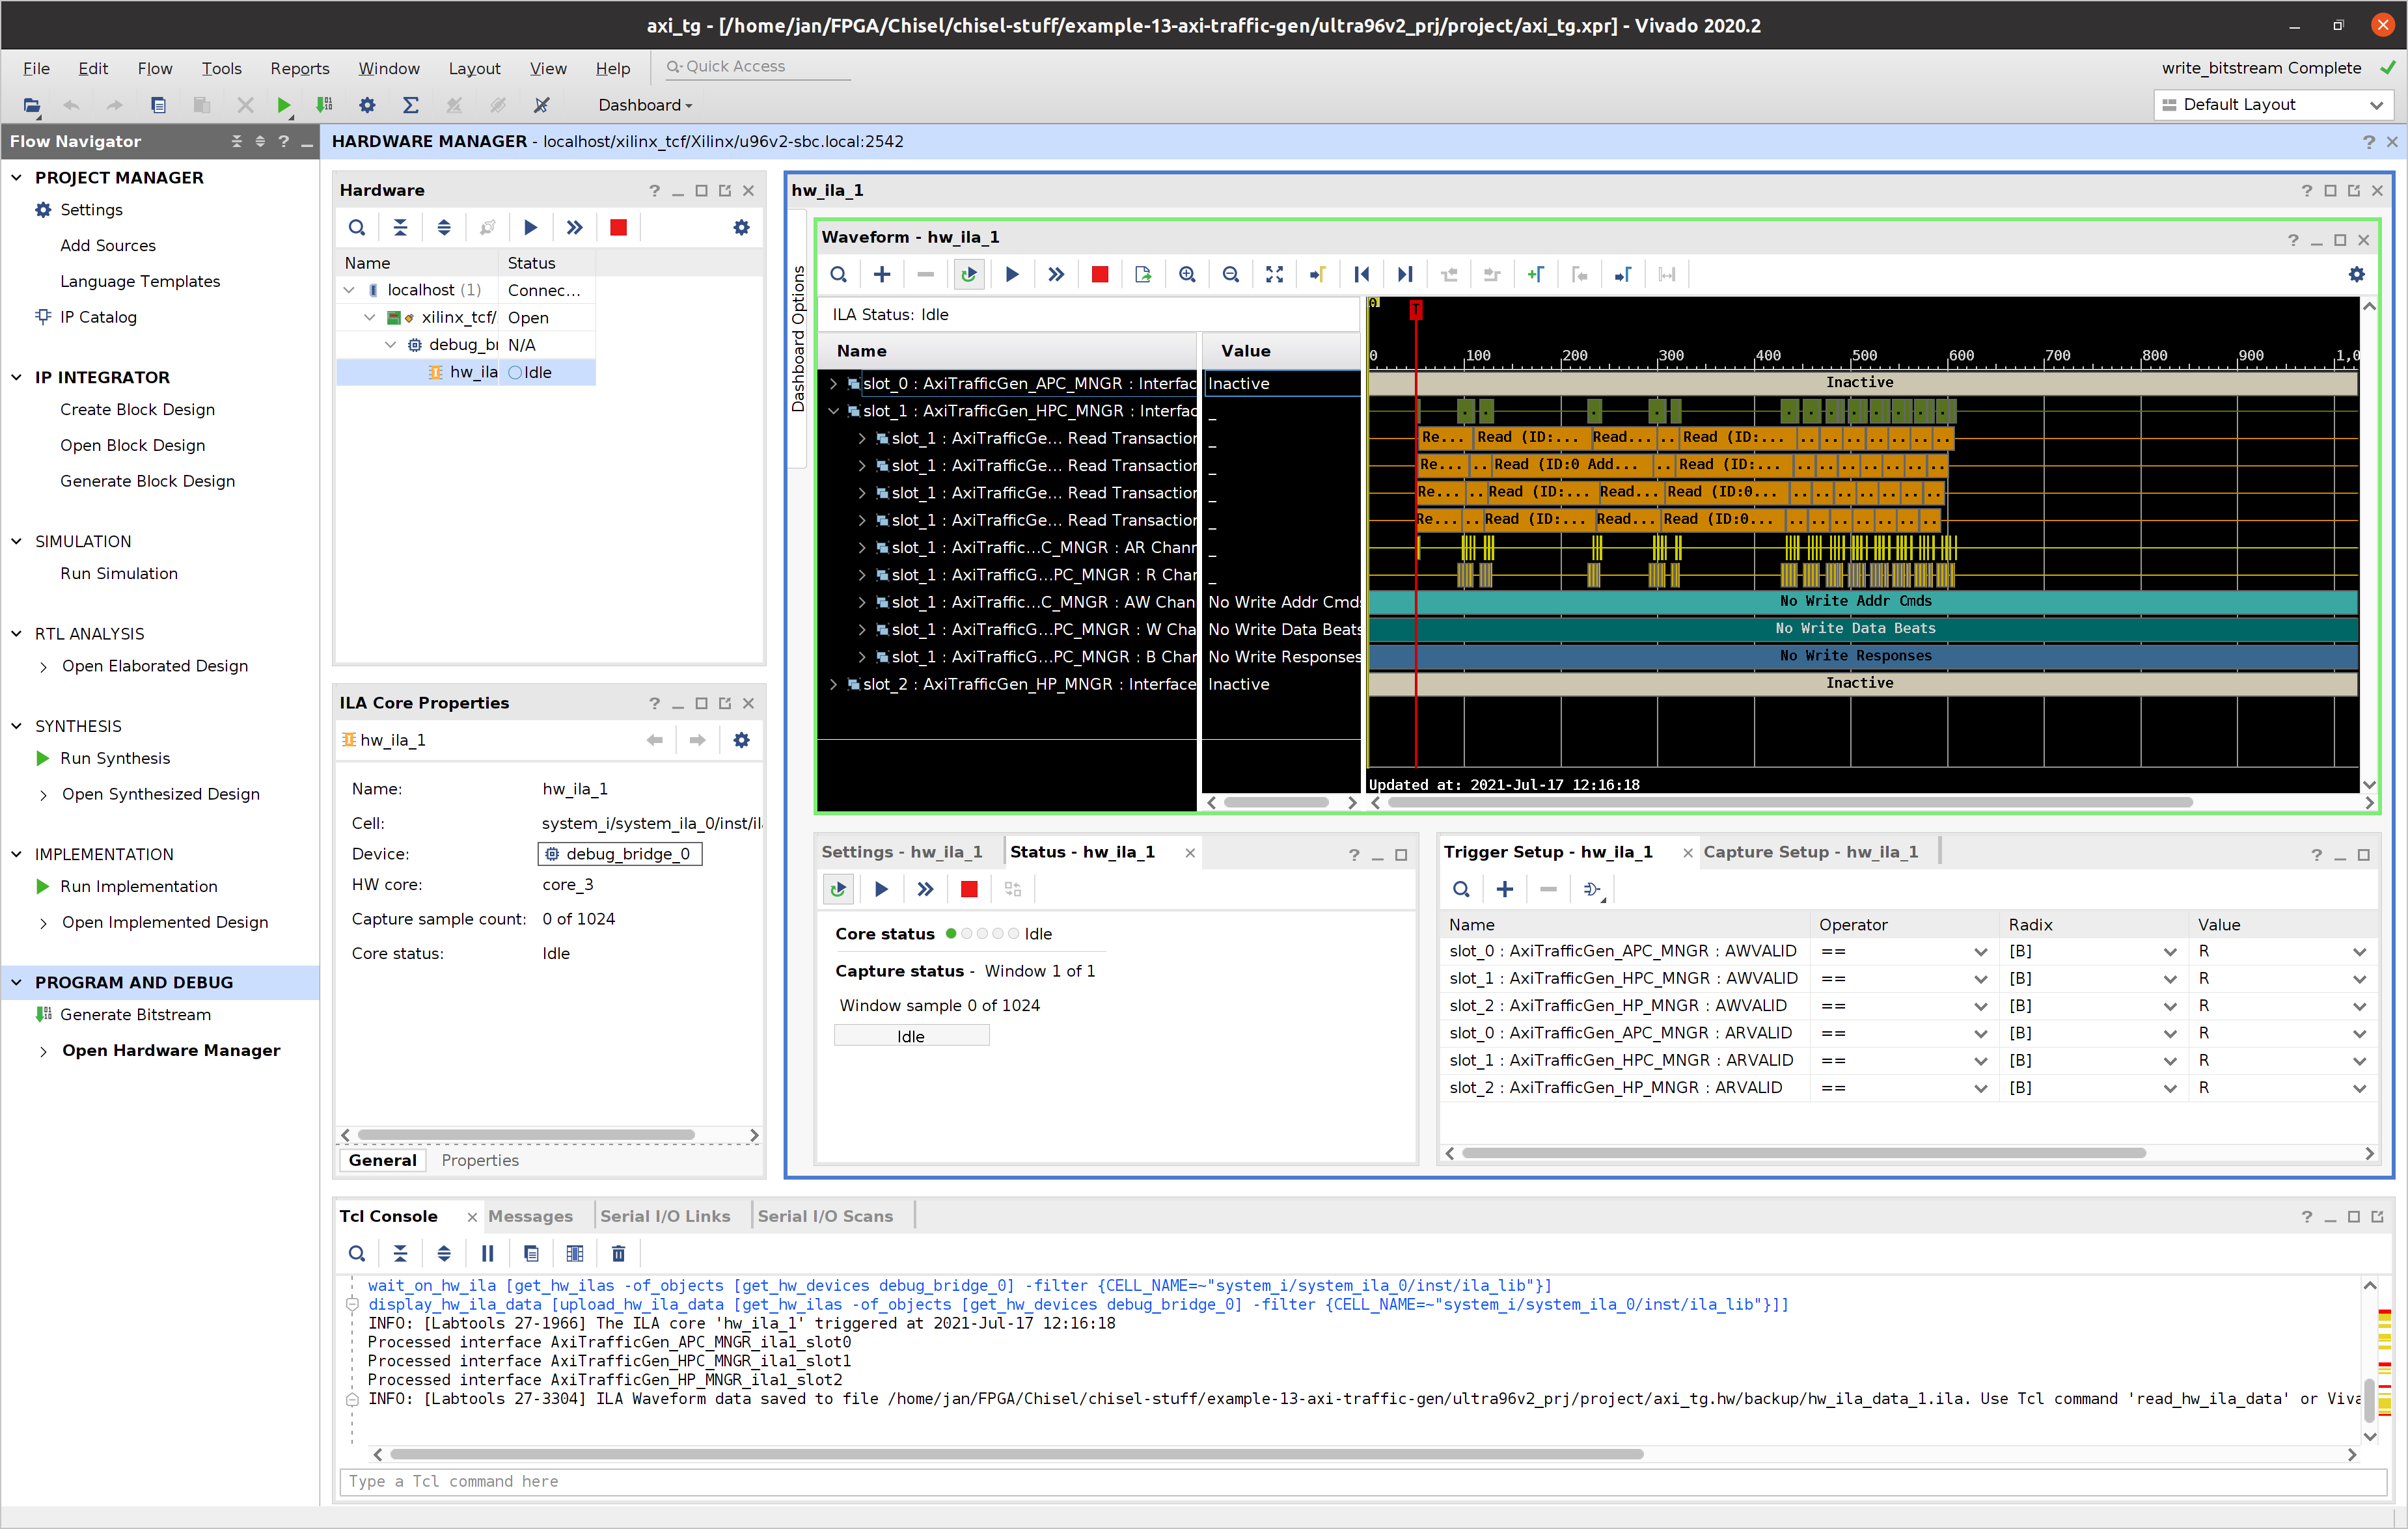 axi_tg - [/home/jan/FPGA/Chisel/chisel-stuff/example-13-axi-traffic-gen/ultra96v2_prj/project/axi_tg.xpr] - Vivado 2020.2
File Edit Flow Tools Reports Window Layout View Help Quick Access
write_bitstream Complete
Dashboard
Default Layout
Flow Navigator
PROJECT MANAGER
Settings
Add Sources
Language Templates
IP Catalog
IP INTEGRATOR
Create Block Design
Open Block Design
Generate Block Design
SIMULATION
Run Simulation
RTL ANALYSIS
Open Elaborated Design
SYNTHESIS
Run Synthesis
Open Synthesized Design
IMPLEMENTATION
Run Implementation
Open Implemented Design
PROGRAM AND DEBUG
Generate Bitstream
Open Hardware Manager
HARDWARE MANAGER - localhost/xilinx_tcf/Xilinx/u96v2-sbc.local:2542
Hardware
Name Status
localhost (1) Connec...
xilinx_tcf/ Open
debug_br N/A
hw_ila Idle
ILA Core Properties
hw_ila_1
Name: hw_ila_1
Cell: system_i/system_ila_0/inst/il
Device: debug_bridge_0
HW core: core_3
Capture sample count: 0 of 1024
Core status: Idle
General Properties
hw_ila_1
Dashboard Options
Waveform - hw_ila_1
ILA Status: Idle
Name Value
slot_0 : AxiTrafficGen_APC_MNGR : Interfac Inactive
slot_1 : AxiTrafficGen_HPC_MNGR : Interfac _
slot_1 : AxiTrafficGe... Read Transaction _
slot_1 : AxiTrafficGe... Read Transaction _
slot_1 : AxiTrafficGe... Read Transaction _
slot_1 : AxiTrafficGe... Read Transaction _
slot_1 : AxiTraffic...C_MNGR : AR Chann _
slot_1 : AxiTrafficG...PC_MNGR : R Char _
slot_1 : AxiTraffic...C_MNGR : AW Chan No Write Addr Cmds
slot_1 : AxiTrafficG...PC_MNGR : W Cha No Write Data Beats
slot_1 : AxiTrafficG...PC_MNGR : B Char No Write Responses
slot_2 : AxiTrafficGen_HP_MNGR : Interface Inactive
0
T
0 100 200 300 400 500 600 700 800 900 1,0
Inactive
Re... Read (ID:... Read... .. Read (ID:... .. .. .. .. .. .. ..
Re... .. Read (ID:0 Add... .. Read (ID:... .. .. .. .. .. .. ..
Re... .. Read (ID:... Read... Read (ID:0... .. .. .. .. .. .. ..
Re... .. Read (ID:... Read... Read (ID:0... .. .. .. .. .. .. ..
No Write Addr Cmds
No Write Data Beats
No Write Responses
Inactive
Updated at: 2021-Jul-17 12:16:18
Settings - hw_ila_1 Status - hw_ila_1
Core status Idle
Capture status - Window 1 of 1
Window sample 0 of 1024
Idle
Trigger Setup - hw_ila_1 Capture Setup - hw_ila_1
Name Operator Radix Value
slot_0 : AxiTrafficGen_APC_MNGR : AWVALID == [B] R
slot_1 : AxiTrafficGen_HPC_MNGR : AWVALID == [B] R
slot_2 : AxiTrafficGen_HP_MNGR : AWVALID == [B] R
slot_0 : AxiTrafficGen_APC_MNGR : ARVALID == [B] R
slot_1 : AxiTrafficGen_HPC_MNGR : ARVALID == [B] R
slot_2 : AxiTrafficGen_HP_MNGR : ARVALID == [B] R
Tcl Console Messages Serial I/O Links Serial I/O Scans
wait_on_hw_ila [get_hw_ilas -of_objects [get_hw_devices debug_bridge_0] -filter {CELL_NAME=~"system_i/system_ila_0/inst/ila_lib"}]
display_hw_ila_data [upload_hw_ila_data [get_hw_ilas -of_objects [get_hw_devices debug_bridge_0] -filter {CELL_NAME=~"system_i/system_ila_0/inst/ila_lib"}]]
INFO: [Labtools 27-1966] The ILA core 'hw_ila_1' triggered at 2021-Jul-17 12:16:18
Processed interface AxiTrafficGen_APC_MNGR_ila1_slot0
Processed interface AxiTrafficGen_HPC_MNGR_ila1_slot1
Processed interface AxiTrafficGen_HP_MNGR_ila1_slot2
INFO: [Labtools 27-3304] ILA Waveform data saved to file /home/jan/FPGA/Chisel/chisel-stuff/example-13-axi-traffic-gen/ultra96v2_prj/project/axi_tg.hw/backup/hw_ila_data_1.ila. Use Tcl command 'read_hw_ila_data' or Viva
Type a Tcl command here